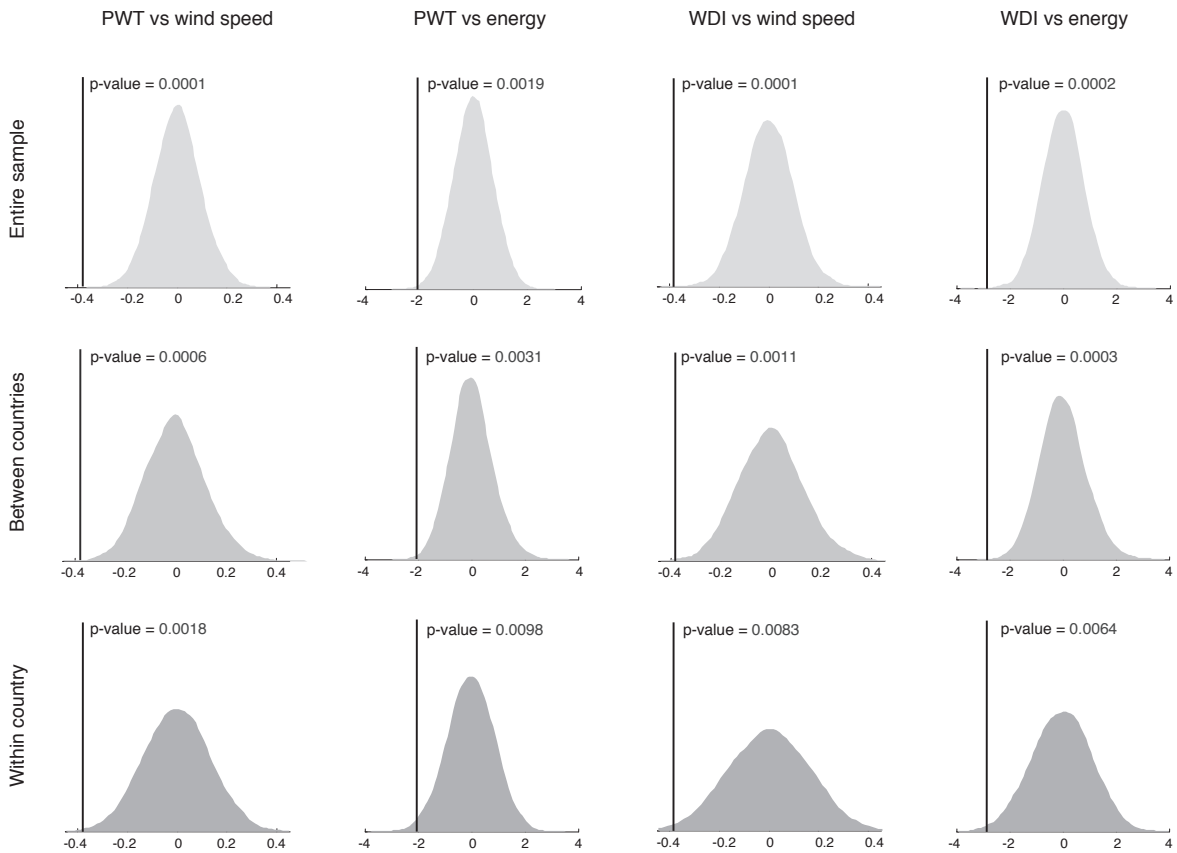 PWT vs wind speed PWT vs energy WDI vs wind speed WDI vs energy
Entire sample
p-value = 0.0001 p-value = 0.0019 p-value = 0.0001 p-value = 0.0002
-0.4 -0.2 0 0.2 0.4 -4 -2 0 2 4 -0.4 -0.2 0 0.2 0.4 -4 -2 0 2 4
Between countries
p-value = 0.0006 p-value = 0.0031 p-value = 0.0011 p-value = 0.0003
-0.4 -0.2 0 0.2 0.4 -4 -2 0 2 4 -0.4 -0.2 0 0.2 0.4 -4 -2 0 2 4
Within country
p-value = 0.0018 p-value = 0.0098 p-value = 0.0083 p-value = 0.0064
-0.4 -0.2 0 0.2 0.4 -4 -2 0 2 4 -0.4 -0.2 0 0.2 0.4 -4 -2 0 2 4